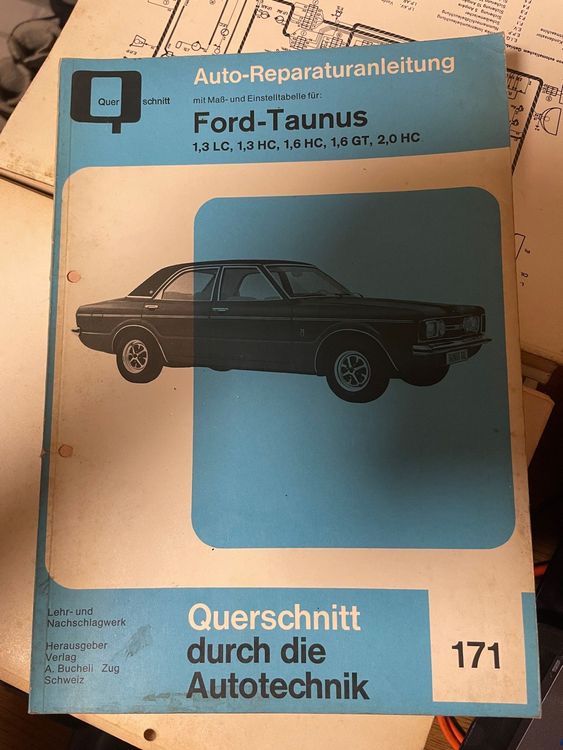 Auto-Reparaturanleitung
Quer schnitt
mit Maß- und Einstelltabelle für:
Ford-Taunus
1,3 LC, 1,3 HC, 1,6 HC, 1,6 GT, 2,0 HC
Lehr- und
Nachschlagwerk
Herausgeber
Verlag
A. Bucheli Zug
Schweiz
Querschnitt
durch die
Autotechnik
171